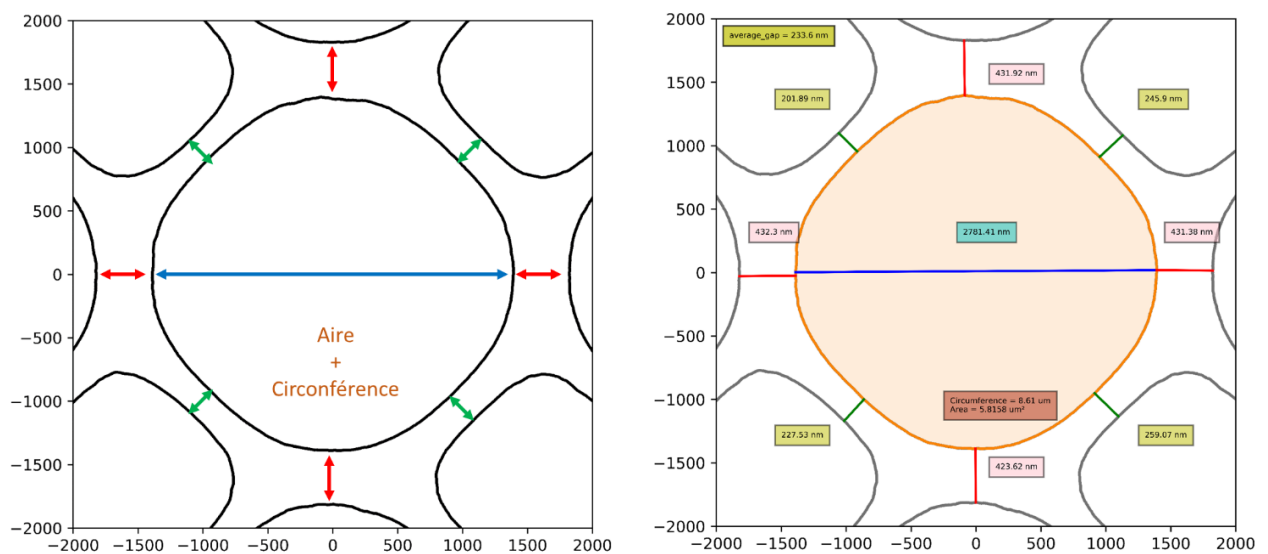 2000
1500
1000
500
0
−500
−1000
−1500
−2000
−2000
−1500
−1000
−500
0
500
1000
1500
2000
Aire
+
Circonférence
2000
1500
1000
500
0
−500
−1000
−1500
−2000
−2000
−1500
−1000
−500
0
500
1000
1500
2000
average_gap = 233.6 nm
431.92 nm
201.89 nm
245.9 nm
432.3 nm
2781.41 nm
431.38 nm
Circumference = 8.61 um
Area = 5.8158 um²
227.53 nm
259.07 nm
423.62 nm